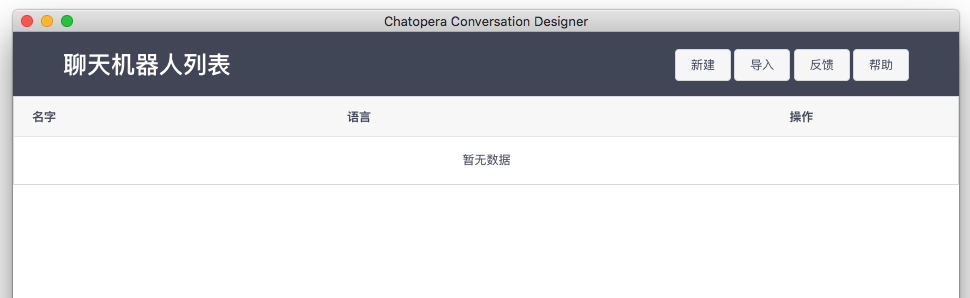 Chatopera Conversation Designer
聊天机器人列表
新建 导入 反馈 帮助
名字 语言 操作
暂无数据